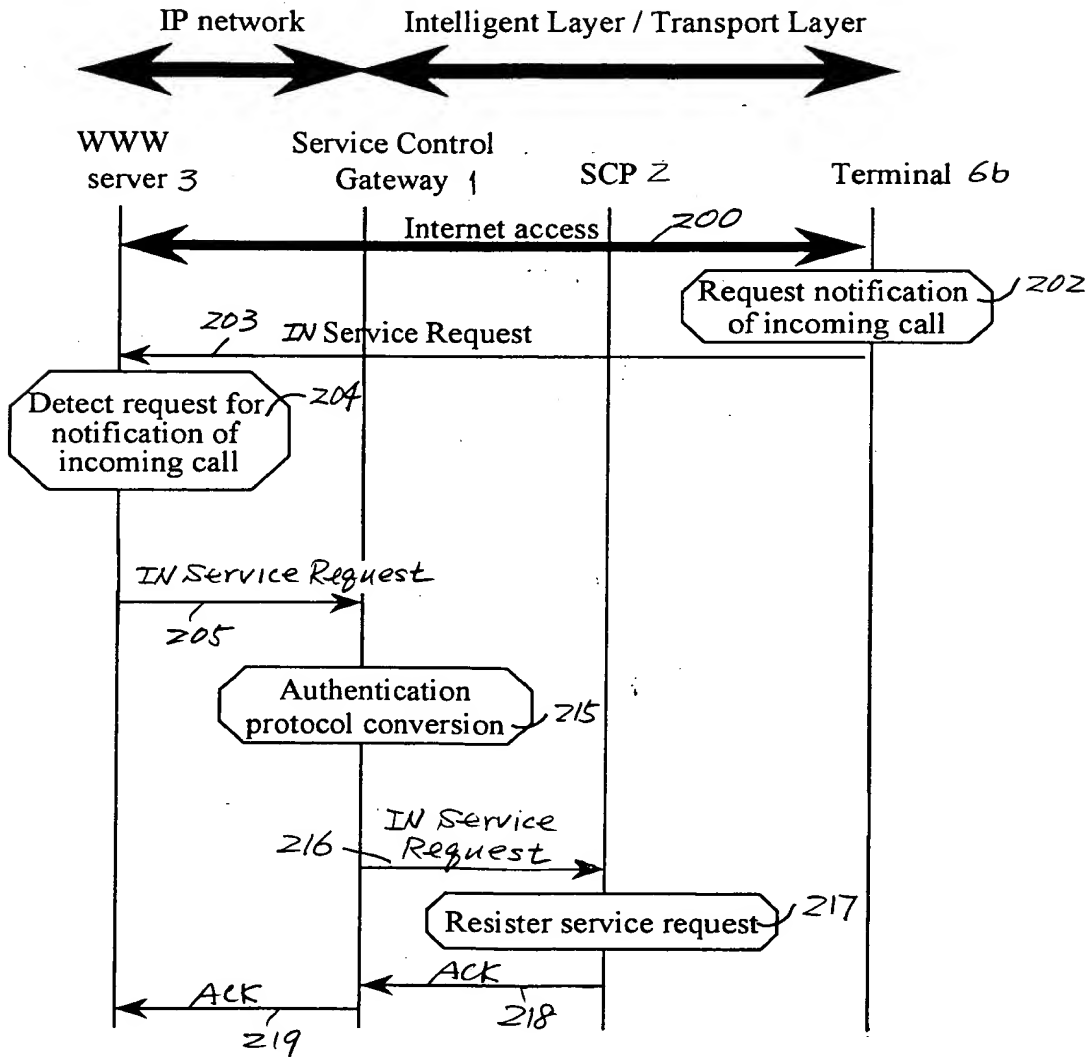 IP network
Intelligent Layer / Transport Layer
WWW
server 3
Service Control
Gateway 1
SCP 2
Terminal 6b
Internet access
200
Request notification
of incoming call
202
203
IN Service Request
Detect request for
notification of
incoming call
204
IN Service Request
205
Authentication
protocol conversion
215
IN Service
Request
216
Resister service request
217
ACK
218
ACK
219